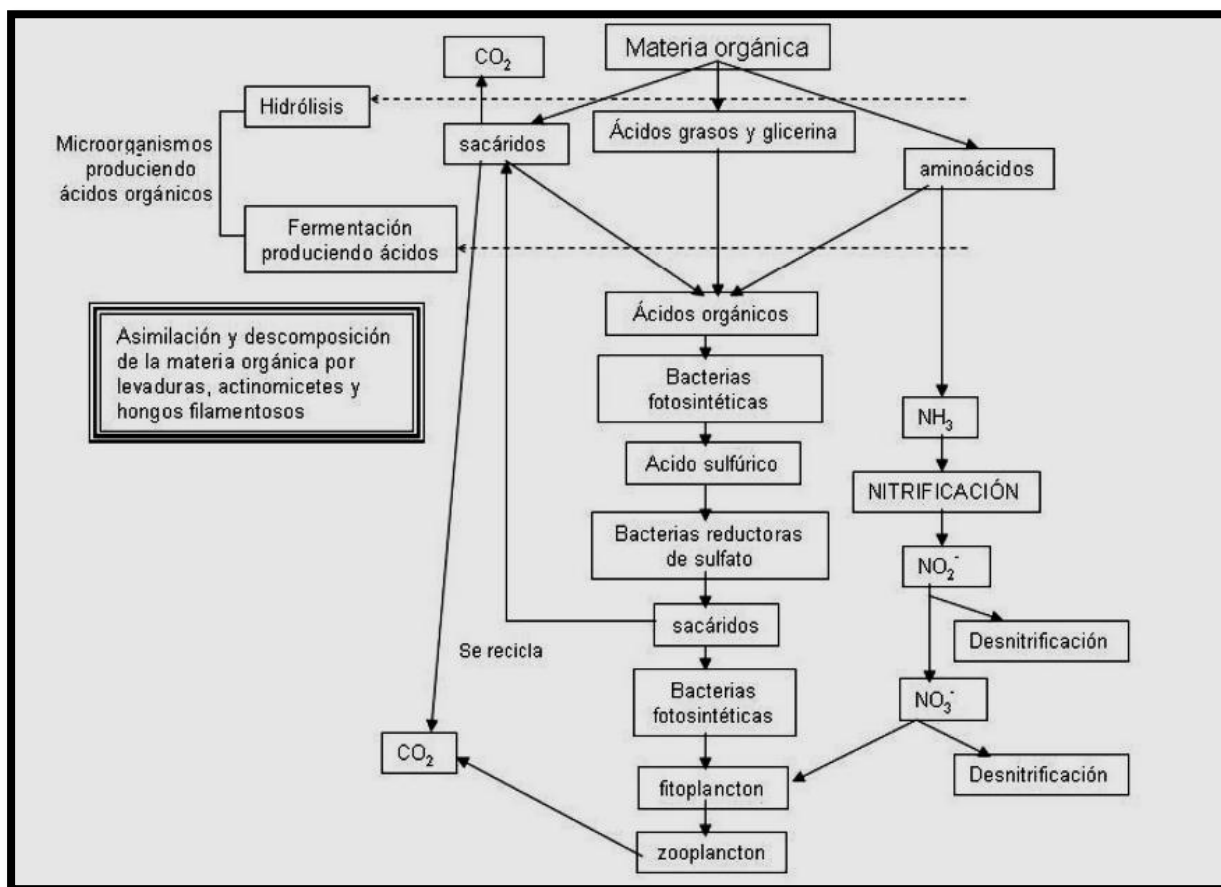 Materia orgánica
CO₂
Hidrólisis
Ácidos grasos y glicerina
sacáridos
Microorganismos
produciendo
ácidos orgánicos
aminoácidos
Fermentación
produciendo ácidos
Ácidos orgánicos
Asimilación y descomposición
de la materia orgánica por
levaduras, actinomicetes y
hongos filamentosos
Bacterias
fotosintéticas
NH₃
Acido sulfúrico
NITRIFICACIÓN
Bacterias reductoras
de sulfato
NO₂⁻
sacáridos
Desnitrificación
Se recicla
Bacterias
fotosintéticas
NO₃⁻
CO₂
Desnitrificación
fitoplancton
zooplancton